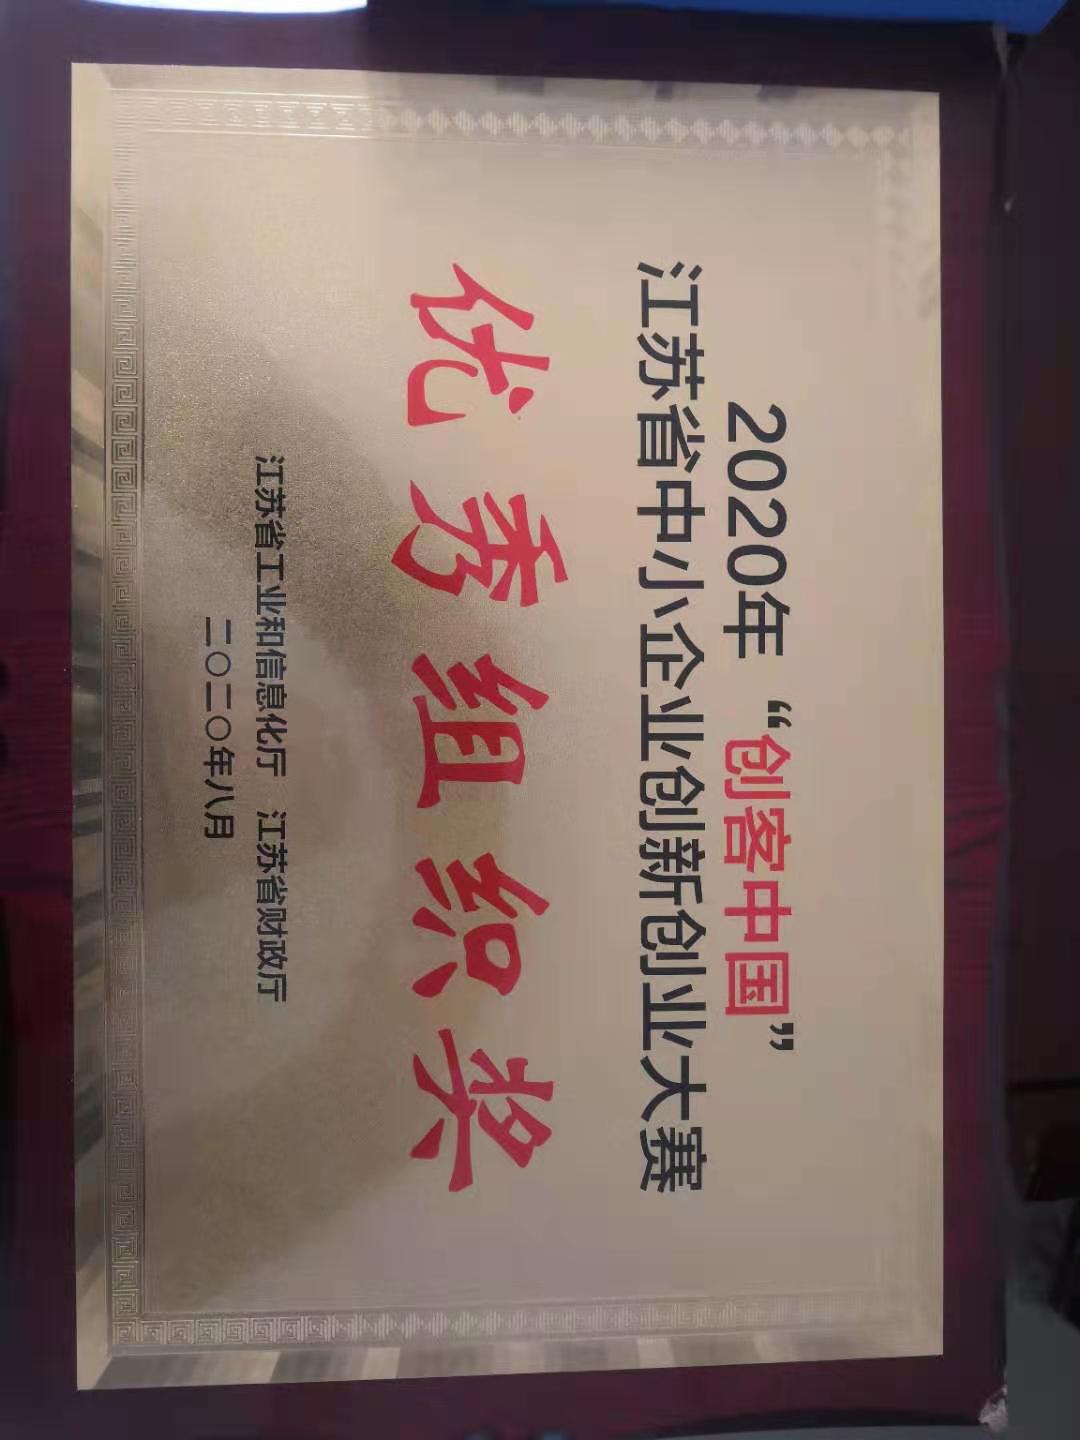 2020年“创客中国”
江苏省中小企业创新创业大赛
优秀组织奖
江苏省工业和信息化厅 江苏省财政厅
二〇二〇年八月